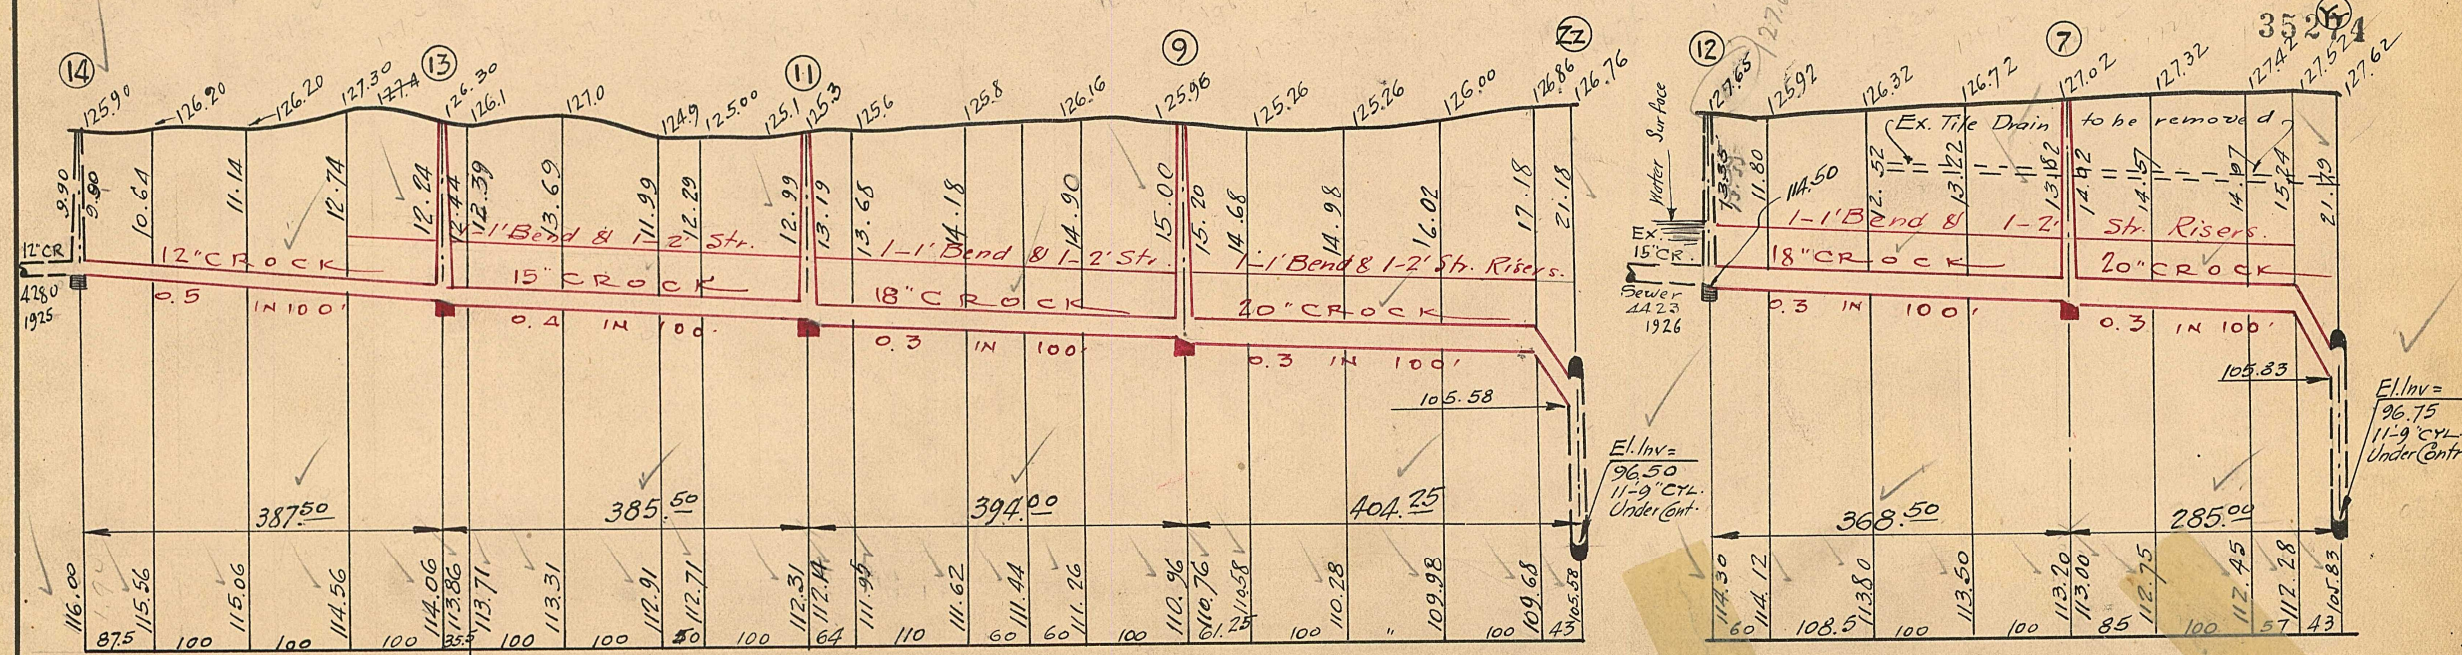 35274
14 13 11 9 ZZ 12 7
125.90 126.20 126.20 127.30 127.4 126.30 126.1 127.0 124.9 125.00 125.1 125.3 125.6 125.8 126.16 125.96 125.26 125.26 126.00 126.86 126.76
127.65 125.92 126.32 126.72 127.02 127.32 127.42 127.52 127.62
Water Surface
Ex. Tile Drain to be removed
9.90 9.90 10.64 11.14 12.74 12.24 12.44 12.39 13.69 11.99 12.29 12.99 13.19 13.68 14.18 14.90 15.00 15.20 14.68 14.98 16.02 17.18 21.18
13.35 11.80 12.52 13.22 13.82 14.02 14.57 14.97 15.24 21.79
114.50
1-1' Bend & 1-2' Str.
1-1' Bend & 1-2' Str.
1-1' Bend & 1-2' Str. Risers.
1-1' Bend & 1-2' Str. Risers.
12" CR
4280
1925
12" CROCK
15" CROCK
18" CROCK
20" CROCK
Ex.
15" CR.
Sewer
4423
1926
18" CROCK
20" CROCK
0.5 IN 100'
0.4 IN 100.
0.3 IN 100'
0.3 IN 100'
0.3 IN 100'
0.3 IN 100'
105.58
105.83
El. Inv =
96.50
11-9" CYL.
Under Cont.
El. Inv =
96.75
11-9" CYL.
Under Contr
387.50 385.50 394.00 404.25 368.50 285.00
116.00 115.56 115.06 114.56 114.06 113.86 113.71 113.31 112.91 112.71 112.31 112.14 111.95 111.62 111.44 111.26 110.96 110.76 110.58 110.28 109.98 109.68 105.58
114.30 114.12 113.80 113.50 113.20 113.00 112.75 112.45 112.28 105.83
87.5 100 100 100 35.5 100 100 50 100 64 110 60 60 100 61.25 100 " 100 43
60 108.5 100 100 85 100 57 43